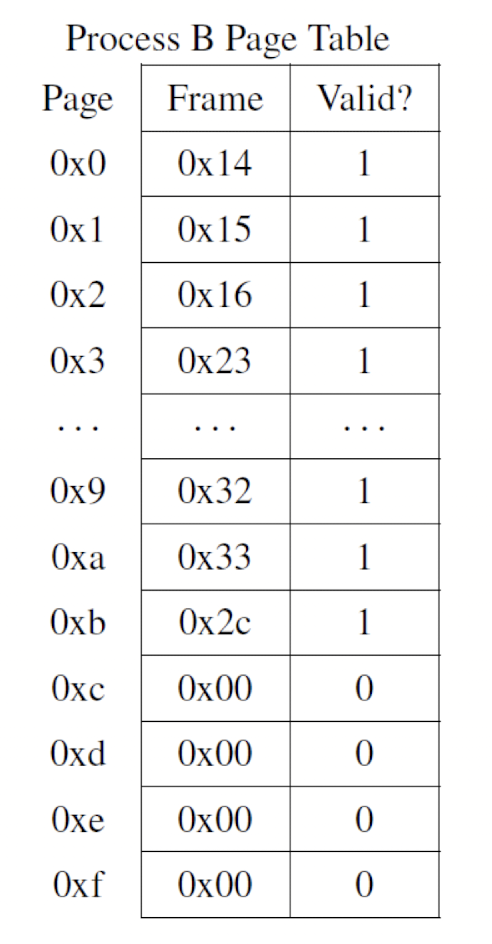 Process B Page Table
Page Frame Valid?
0x0 0x14 1
0x1 0x15 1
0x2 0x16 1
0x3 0x23 1
... ... ...
0x9 0x32 1
0xa 0x33 1
0xb 0x2c 1
0xc 0x00 0
0xd 0x00 0
0xe 0x00 0
0xf 0x00 0